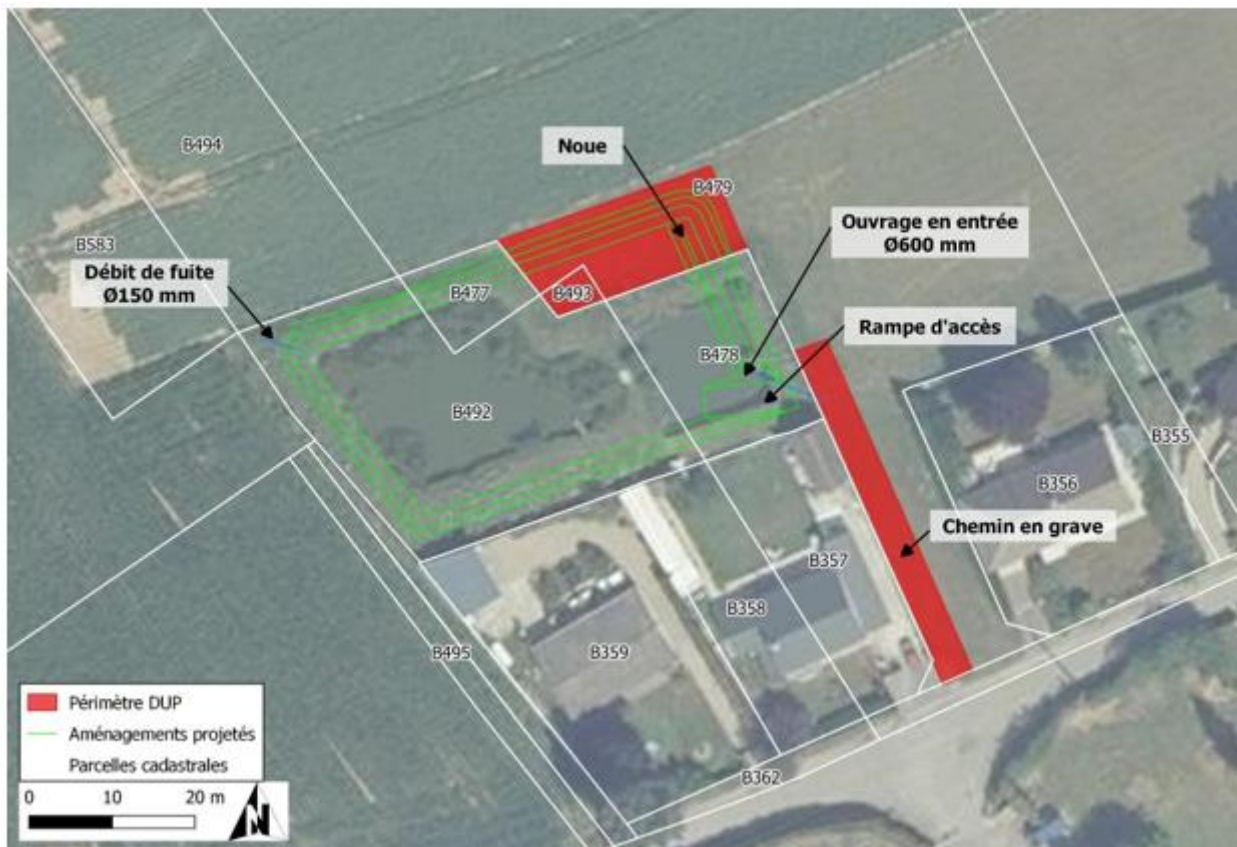 B494
Noue
B479
Ouvrage en entrée
Ø600 mm
B583
Débit de fuite
Ø150 mm
B477
B493
Rampe d'accès
B478
B492
B355
B356
Chemin en grave
B357
B358
B359
B495
B362
Périmètre DUP
Aménagements projetés
Parcelles cadastrales
0 10 20 m
N